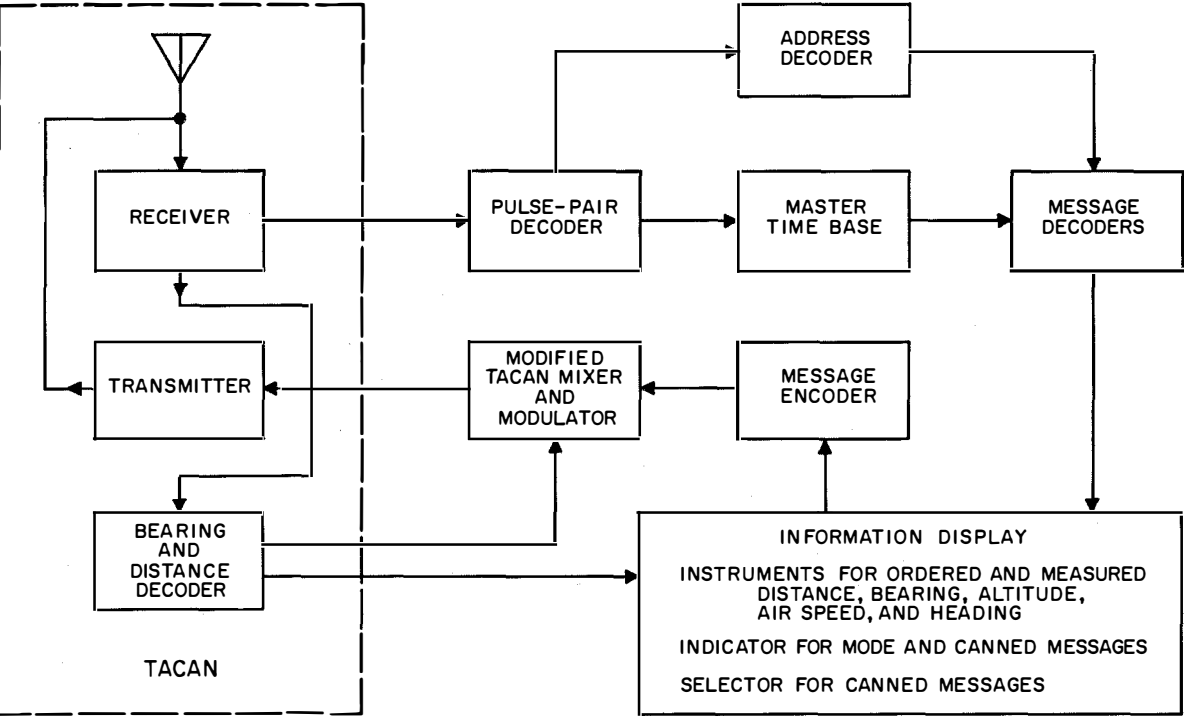 ADDRESS
DECODER
RECEIVER
PULSE-PAIR
DECODER
MASTER
TIME BASE
MESSAGE
DECODERS
TRANSMITTER
MODIFIED
TACAN MIXER
AND
MODULATOR
MESSAGE
ENCODER
BEARING
AND
DISTANCE
DECODER
INFORMATION DISPLAY
INSTRUMENTS FOR ORDERED AND MEASURED
DISTANCE, BEARING, ALTITUDE,
AIR SPEED, AND HEADING
INDICATOR FOR MODE AND CANNED MESSAGES
SELECTOR FOR CANNED MESSAGES
TACAN